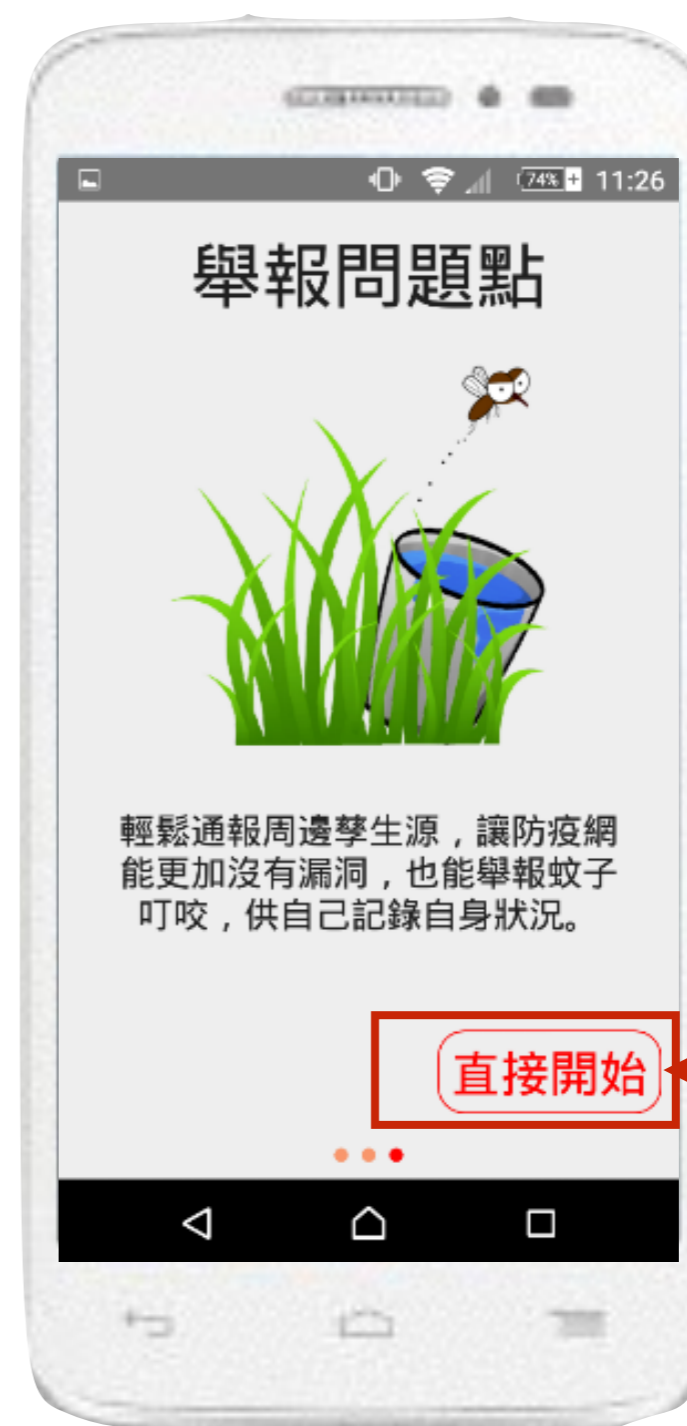 74% 11:26
舉報問題點
輕鬆通報周邊孳生源，讓防疫網
能更加沒有漏洞，也能舉報蚊子
叮咬，供自己記錄自身狀況。
直接開始